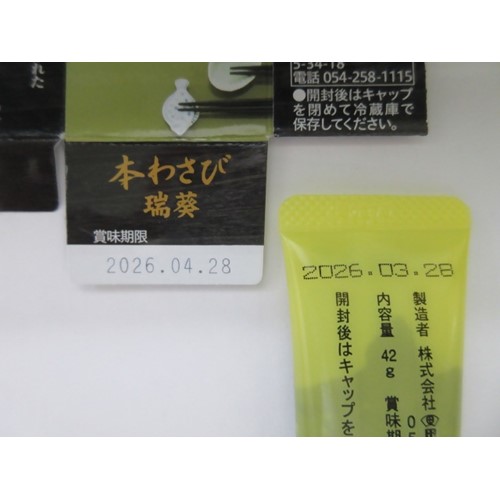 れた
5-34-18
電話 054-258-1115
●開封後はキャップ
を閉めて冷蔵庫で
保存してください。
本わさび
瑞葵
賞味期限
2026.04.28
2026.03.28
製造者 株式会社
内容量 42g 賞味期
開封後はキャップを